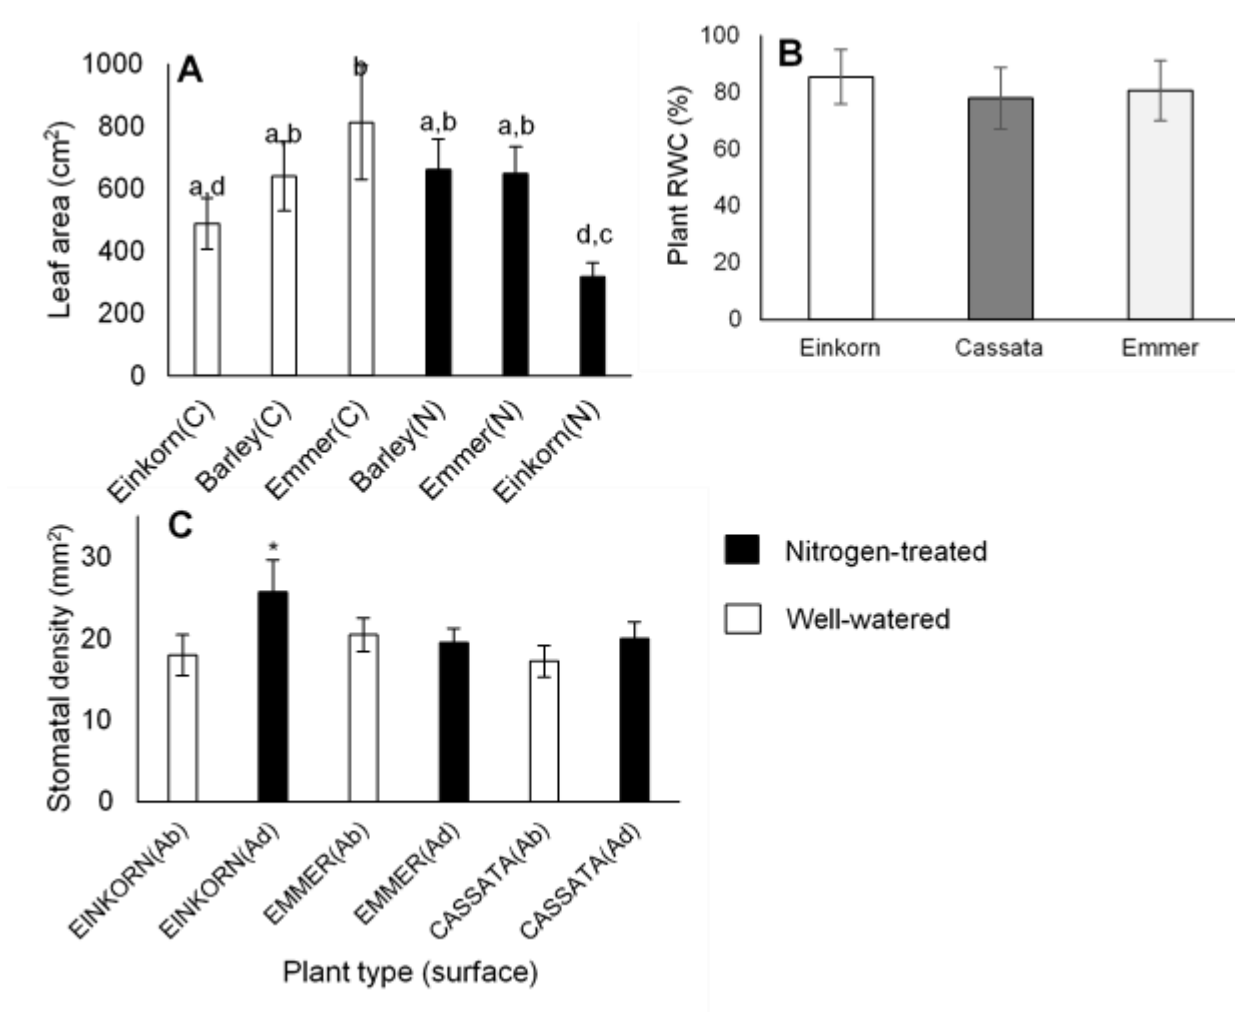 A
Leaf area (cm²)
1000
800
600
400
200
0
a,d
a,b
b
a,b
a,b
d,c
Einkorn(C)
Barley(C)
Emmer(C)
Barley(N)
Emmer(N)
Einkorn(N)
B
Plant RWC (%)
100
80
60
40
20
0
Einkorn
Cassata
Emmer
C
Stomatal density (mm²)
30
20
10
0
*
EINKORN(Ab)
EINKORN(Ad)
EMMER(Ab)
EMMER(Ad)
CASSATA(Ab)
CASSATA(Ad)
Plant type (surface)
Nitrogen-treated
Well-watered